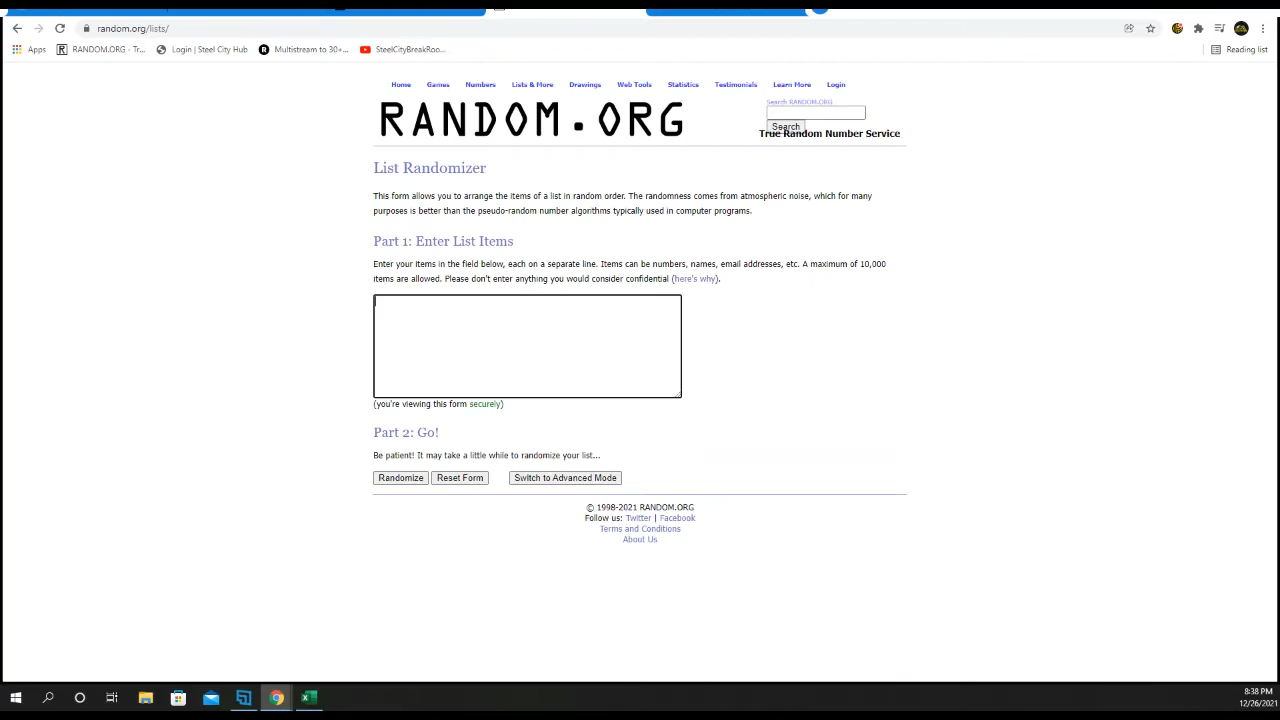 random.org/lists/
Apps
RANDOM.ORG - Tr...
Login | Steel City Hub
Multistream to 30+...
SteelCityBreakRoo...
Reading list
Home Games Numbers Lists & More Drawings Web Tools Statistics Testimonials Learn More Login
RANDOM.ORG
Search RANDOM.ORG
Search
True Random Number Service
List Randomizer
This form allows you to arrange the items of a list in random order. The randomness comes from atmospheric noise, which for many
purposes is better than the pseudo-random number algorithms typically used in computer programs.
Part 1: Enter List Items
Enter your items in the field below, each on a separate line. Items can be numbers, names, email addresses, etc. A maximum of 10,000
items are allowed. Please don't enter anything you would consider confidential (here's why).
(you're viewing this form securely)
Part 2: Go!
Be patient! It may take a little while to randomize your list...
Randomize Reset Form Switch to Advanced Mode
© 1998-2021 RANDOM.ORG
Follow us: Twitter | Facebook
Terms and Conditions
About Us
8:38 PM
12/26/2021